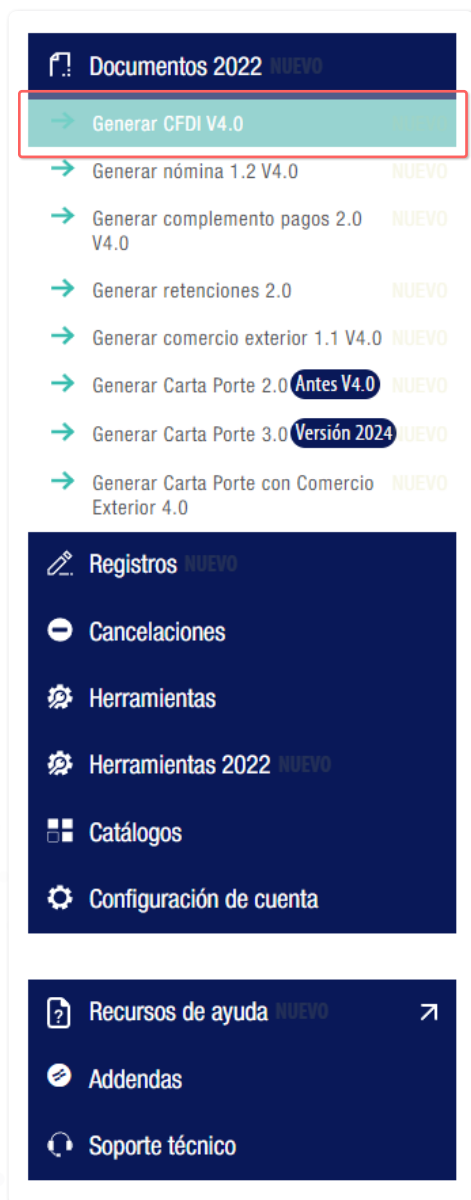 Documentos 2022 NUEVO
Generar CFDI V4.0
Generar nómina 1.2 V4.0 NUEVO
Generar complemento pagos 2.0 NUEVO
V4.0
Generar retenciones 2.0 NUEVO
Generar comercio exterior 1.1 V4.0 NUEVO
Generar Carta Porte 2.0 Antes V4.0 NUEVO
Generar Carta Porte 3.0 Versión 2024 NUEVO
Generar Carta Porte con Comercio NUEVO
Exterior 4.0
Registros NUEVO
Cancelaciones
Herramientas
Herramientas 2022 NUEVO
Catálogos
Configuración de cuenta
Recursos de ayuda NUEVO
Addendas
Soporte técnico